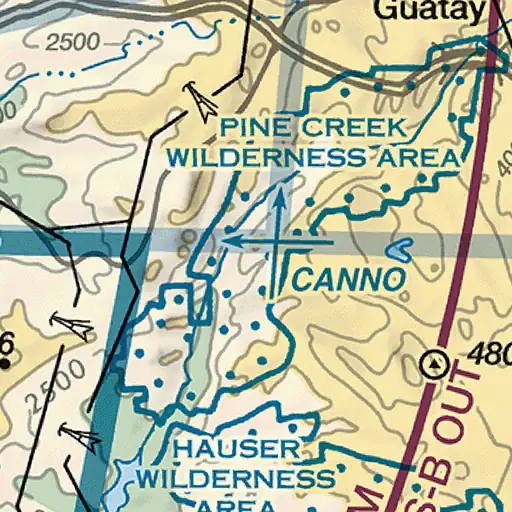 Guatay
2500
PINE CREEK
WILDERNESS AREA
CANNO
480
2500
S-B OUT
HAUSER
WILDERNESS
AREA